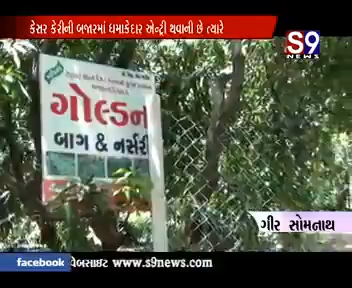 કેસર કેરીની બજારમાં ધમાકેદાર એન્ટ્રી થવાની છે ત્યારે
S9
NEWS
ગોલ્ડન
બાગ & નર્સરી
ગીર સોમનાથ
facebook વેબસાઇટ www.s9news.com